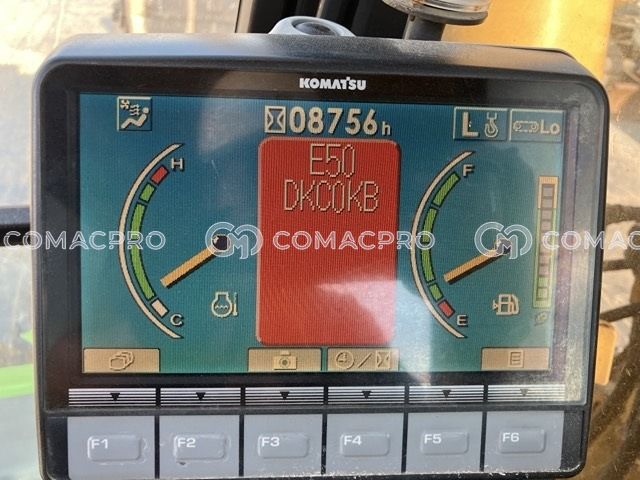 KOMATSU
08756h
L
Lo
E50
DKC0KB
H
C
F
E
COMACPRO COMACPRO COMACPRO
F1 F2 F3 F4 F5 F6